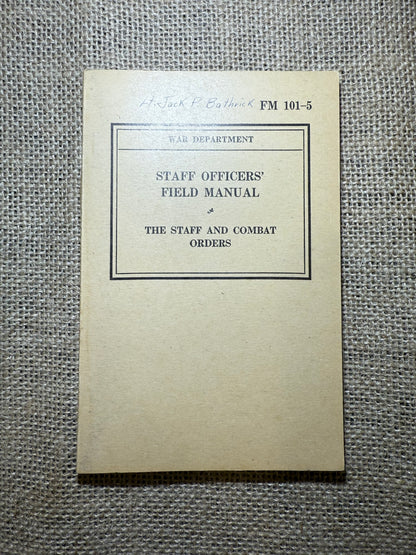 Jack P. Bathrick FM 101-5
WAR DEPARTMENT
STAFF OFFICERS'
FIELD MANUAL
THE STAFF AND COMBAT
ORDERS